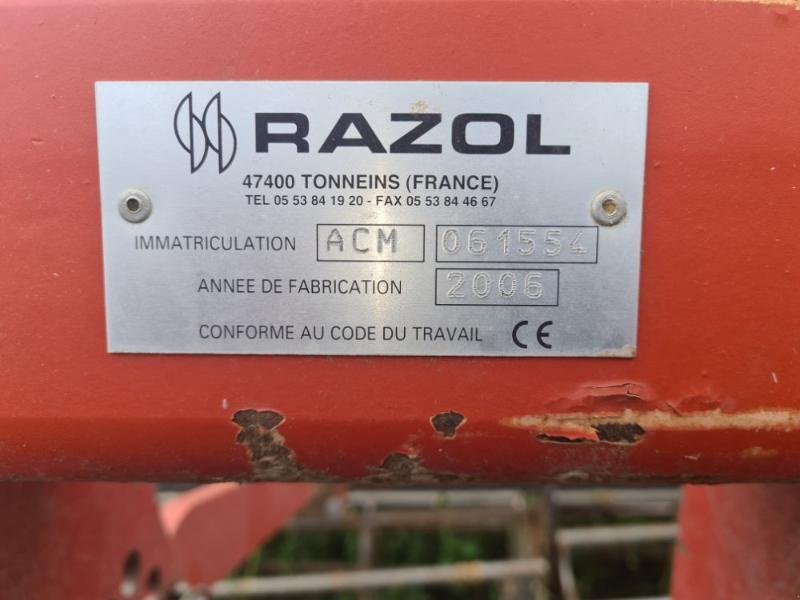 RAZOL
47400 TONNEINS (FRANCE)
TEL 05 53 84 19 20 - FAX 05 53 84 46 67
IMMATRICULATION ACM 061554
ANNEE DE FABRICATION 2006
CONFORME AU CODE DU TRAVAIL CE